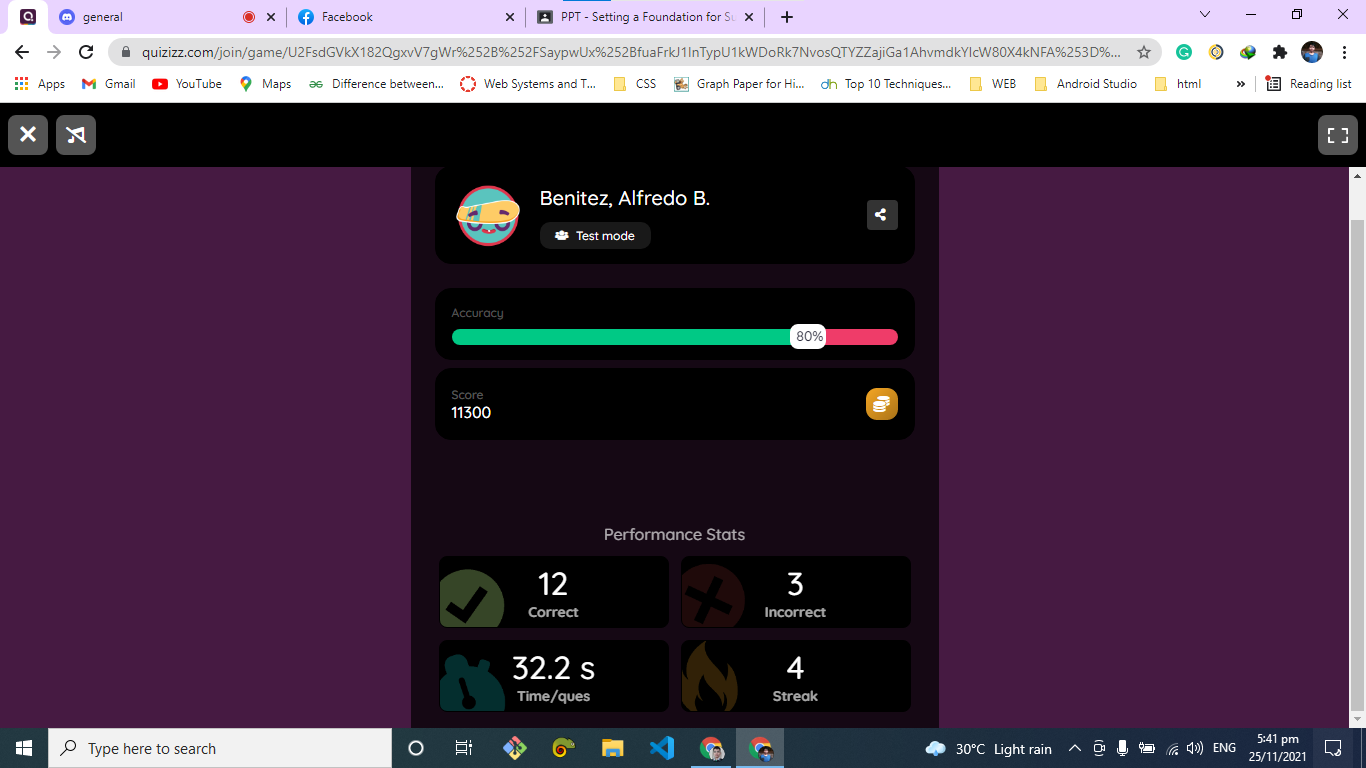 general
Facebook
PPT - Setting a Foundation for Su
quizizz.com/join/game/U2FsdGVkX182QgxvV7gWr%252B%252FSaypwUx%252BfuaFrkJ1InTypU1kWDoRk7NvosQTYZZajiGa1AhvmdkYIcW80X4kNFA%253D%...
Apps
Gmail
YouTube
Maps
Difference between...
Web Systems and T...
CSS
Graph Paper for Hi...
Top 10 Techniques...
WEB
Android Studio
html
»
Reading list
Benitez, Alfredo B.
Test mode
Accuracy
80%
Score
11300
Performance Stats
12
Correct
3
Incorrect
32.2 s
Time/ques
4
Streak
Type here to search
30°C Light rain
ENG
5:41 pm
25/11/2021